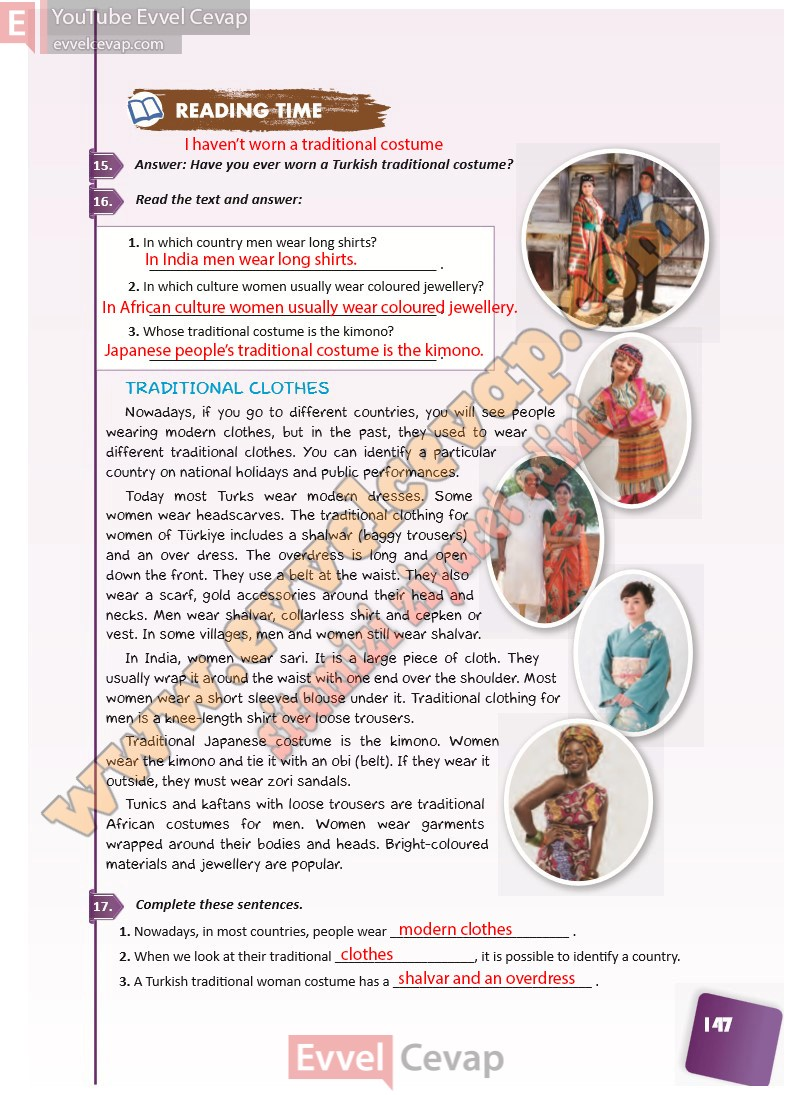 E YouTube Evvel Cevap
evvelcevap.com
READING TIME
I haven't worn a traditional costume
15. Answer: Have you ever worn a Turkish traditional costume?
16. Read the text and answer:
1. In which country men wear long shirts?
In India men wear long shirts.
2. In which culture women usually wear coloured jewellery?
In African culture women usually wear coloured jewellery.
3. Whose traditional costume is the kimono?
Japanese people's traditional costume is the kimono.
TRADITIONAL CLOTHES
Nowadays, if you go to different countries, you will see people
wearing modern clothes, but in the past, they used to wear
different traditional clothes. You can identify a particular
country on national holidays and public performances.
Today most Turks wear modern dresses. Some
women wear headscarves. The traditional clothing for
women of Türkiye includes a shalwar (baggy trousers)
and an over dress. The overdress is long and open
down the front. They use a belt at the waist. They also
wear a scarf, gold accessories around their head and
necks. Men wear shalvar, collarless shirt and cepken or
vest. In some villages, men and women still wear shalvar.
In India, women wear sari. It is a large piece of cloth. They
usually wrap it around the waist with one end over the shoulder. Most
women wear a short sleeved blouse under it. Traditional clothing for
men is a knee-length shirt over loose trousers.
Traditional Japanese costume is the kimono. Women
wear the kimono and tie it with an obi (belt). If they wear it
outside, they must wear zori sandals.
Tunics and kaftans with loose trousers are traditional
African costumes for men. Women wear garments
wrapped around their bodies and heads. Bright-coloured
materials and jewellery are popular.
www.evvelcevap.com
sitemizi ziyaret ediniz
17. Complete these sentences.
1. Nowadays, in most countries, people wear modern clothes .
2. When we look at their traditional clothes , it is possible to identify a country.
3. A Turkish traditional woman costume has a shalvar and an overdress .
147
Evvel Cevap